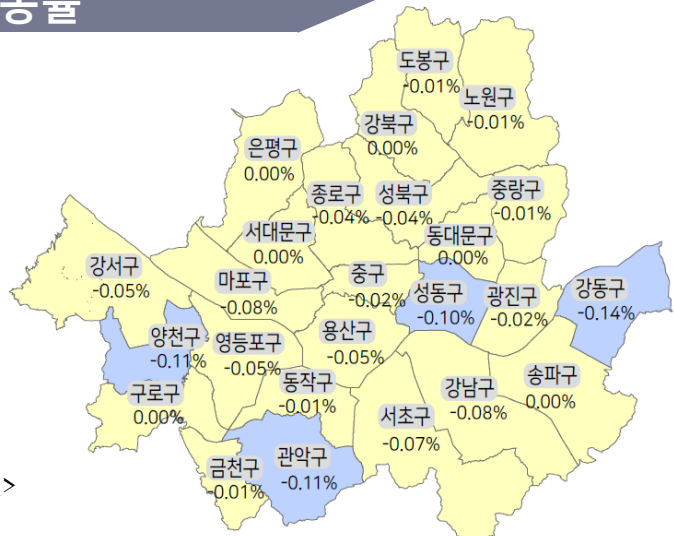 동률
도봉구
-0.01%
노원구
-0.01%
강북구
0.00%
은평구
0.00%
종로구
-0.04%
성북구
-0.04%
중랑구
-0.01%
서대문구
0.00%
동대문구
0.00%
강서구
-0.05%
마포구
-0.08%
중구
-0.02%
성동구
-0.10%
광진구
-0.02%
강동구
-0.14%
양천구
-0.11%
영등포구
-0.05%
용산구
-0.05%
구로구
0.00%
동작구
-0.01%
서초구
-0.07%
강남구
-0.08%
송파구
0.00%
금천구
-0.01%
관악구
-0.11%
>